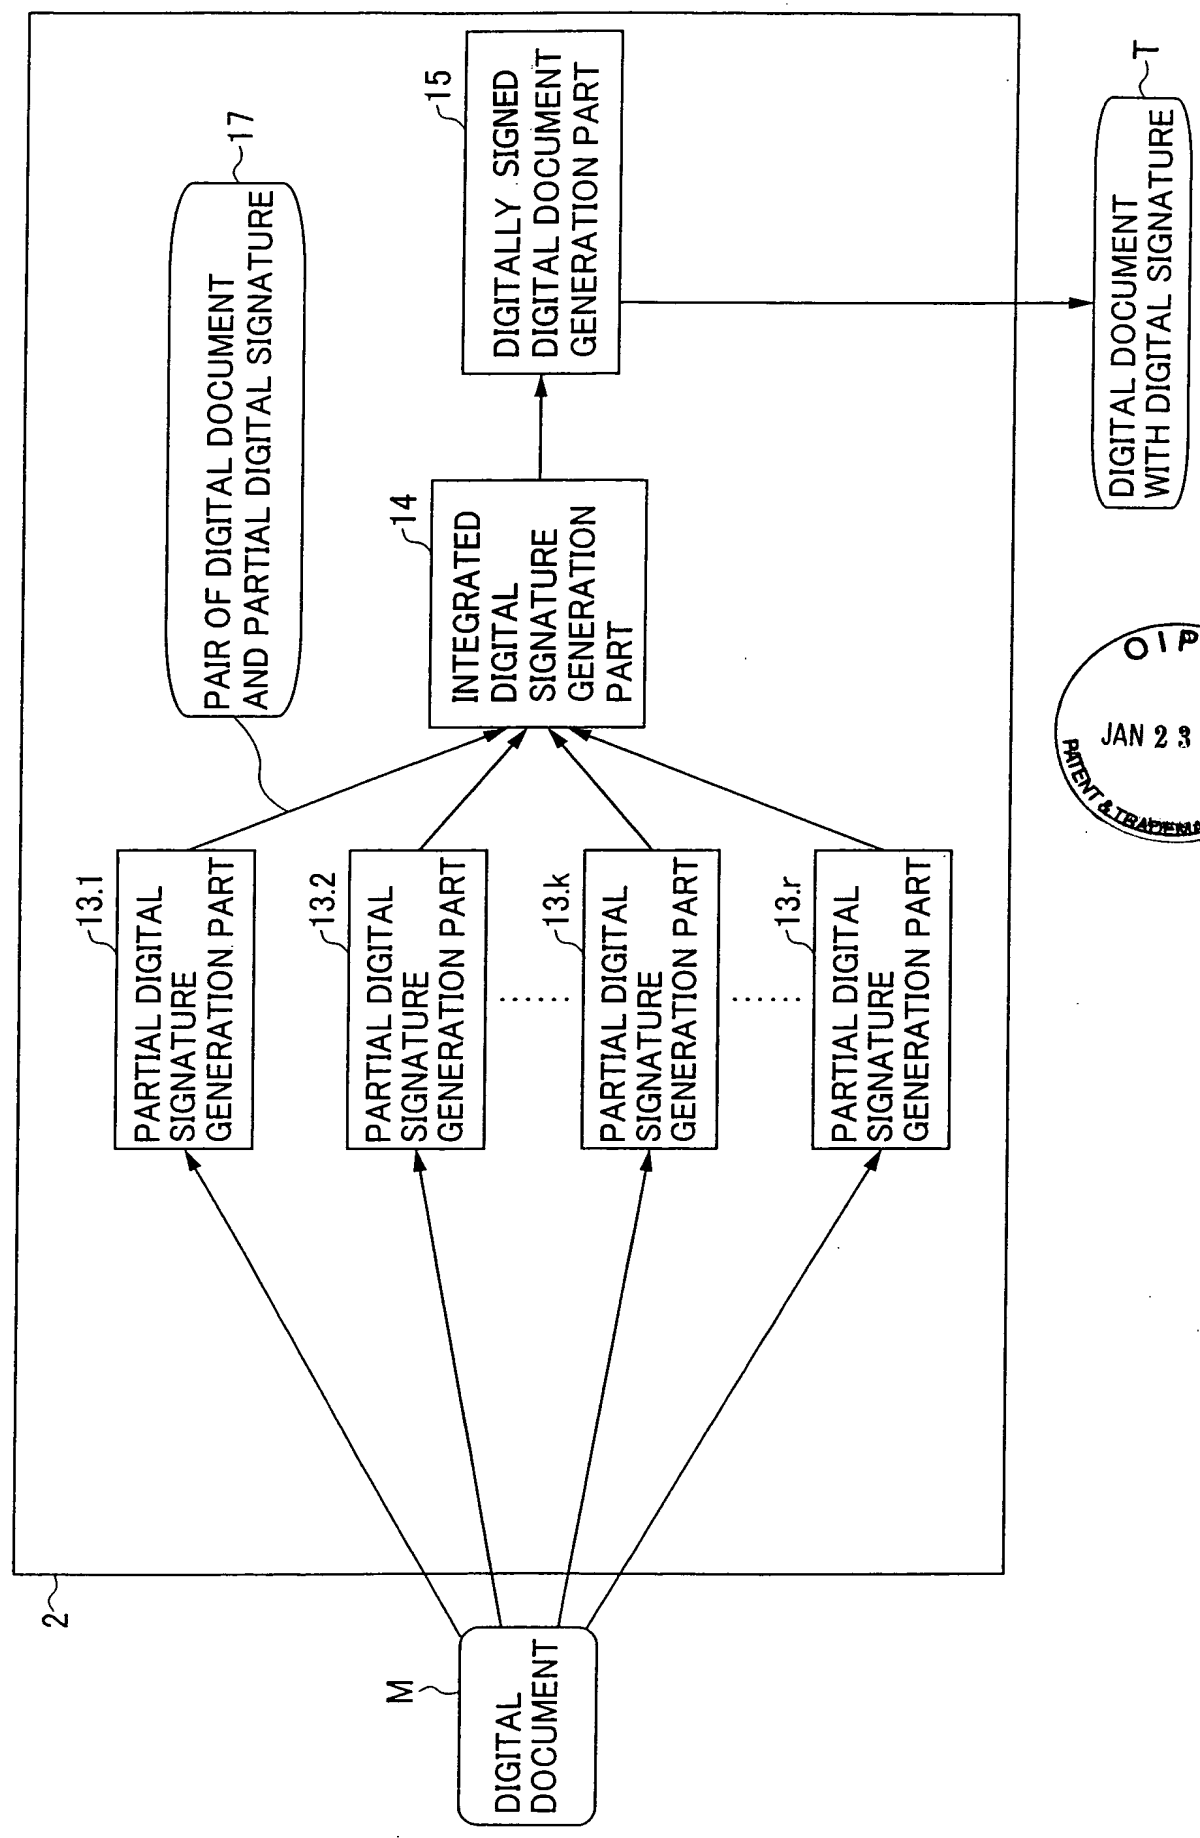 2
M
DIGITAL
DOCUMENT
13.1
PARTIAL DIGITAL
SIGNATURE
GENERATION PART
13.2
PARTIAL DIGITAL
SIGNATURE
GENERATION PART
13.k
PARTIAL DIGITAL
SIGNATURE
GENERATION PART
13.r
PARTIAL DIGITAL
SIGNATURE
GENERATION PART
17
PAIR OF DIGITAL DOCUMENT
AND PARTIAL DIGITAL SIGNATURE
14
INTEGRATED
DIGITAL
SIGNATURE
GENERATION
PART
15
DIGITALLY SIGNED
DIGITAL DOCUMENT
GENERATION PART
T
DIGITAL DOCUMENT
WITH DIGITAL SIGNATURE
OIP
JAN 23
PATENT & TRADEMA